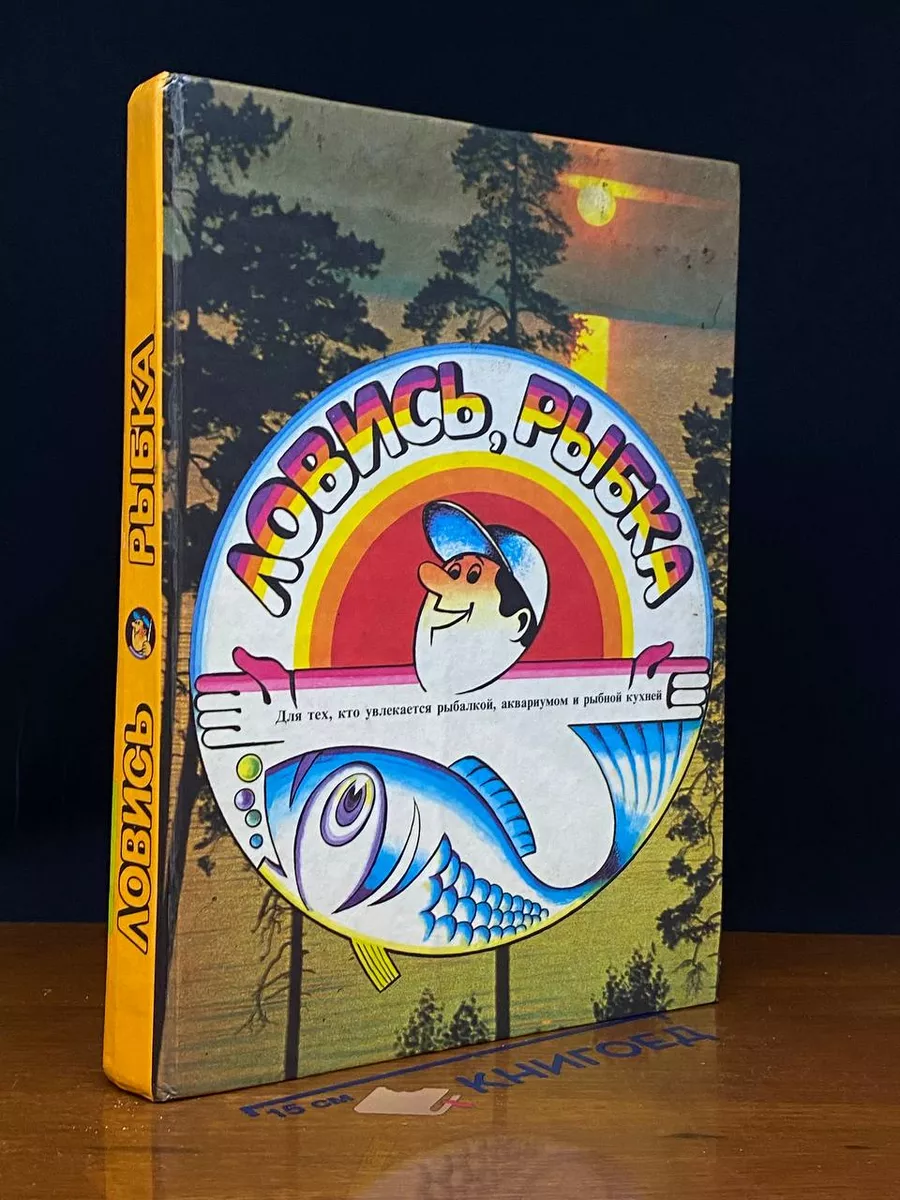 ЛОВИСЬ, РЫБКА
Для тех, кто увлекается рыбалкой, аквариумом и рыбной кухней
ЛОВИСЬ РЫБКА
15 см
КНИГОЕД